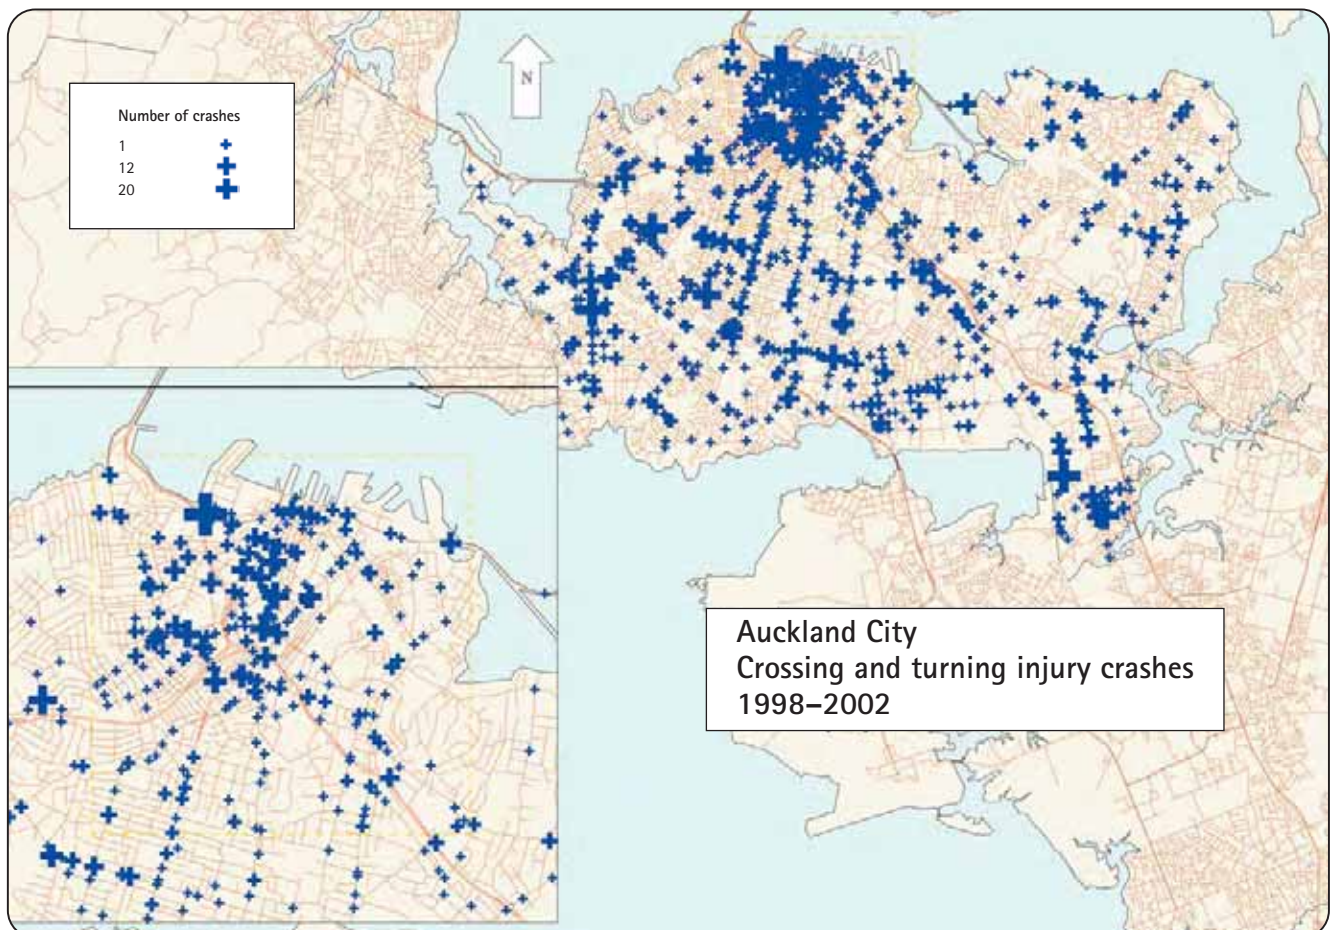 N
Number of crashes
1
12
20
Auckland City
Crossing and turning injury crashes
1998–2002